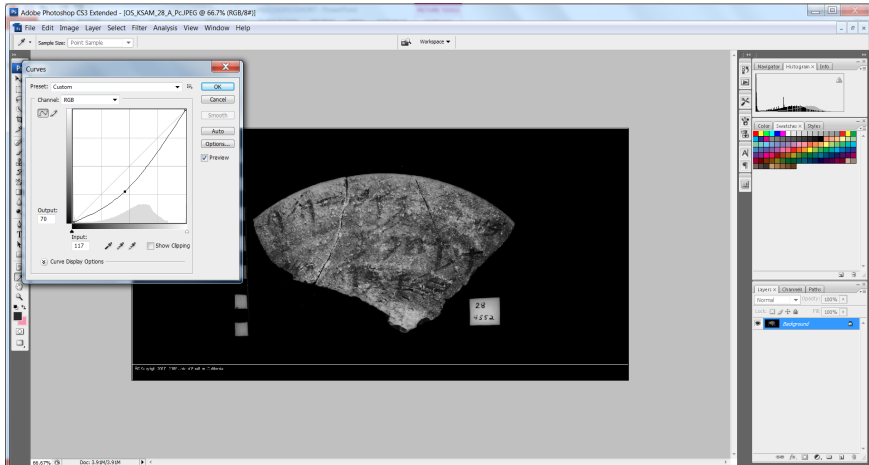 Adobe Photoshop CS3 Extended - [OS_KSAM_28_A_Pc.JPEG @ 66.7% (RGB/8#)]
File Edit Image Layer Select Filter Analysis View Window Help
Sample Size: Point Sample
Workspace
Curves
Preset: Custom
OK
Channel: RGB
Cancel
Smooth
Auto
Options...
Preview
Output:
70
Input:
117
Show Clipping
Curve Display Options
28
4552
Navigator Histogram x Info
Color Swatches x Styles
Layers x Channels Paths
Normal
Opacity: 100%
Lock:
Fill: 100%
Background
66.67%
Doc: 3.91M/3.91M